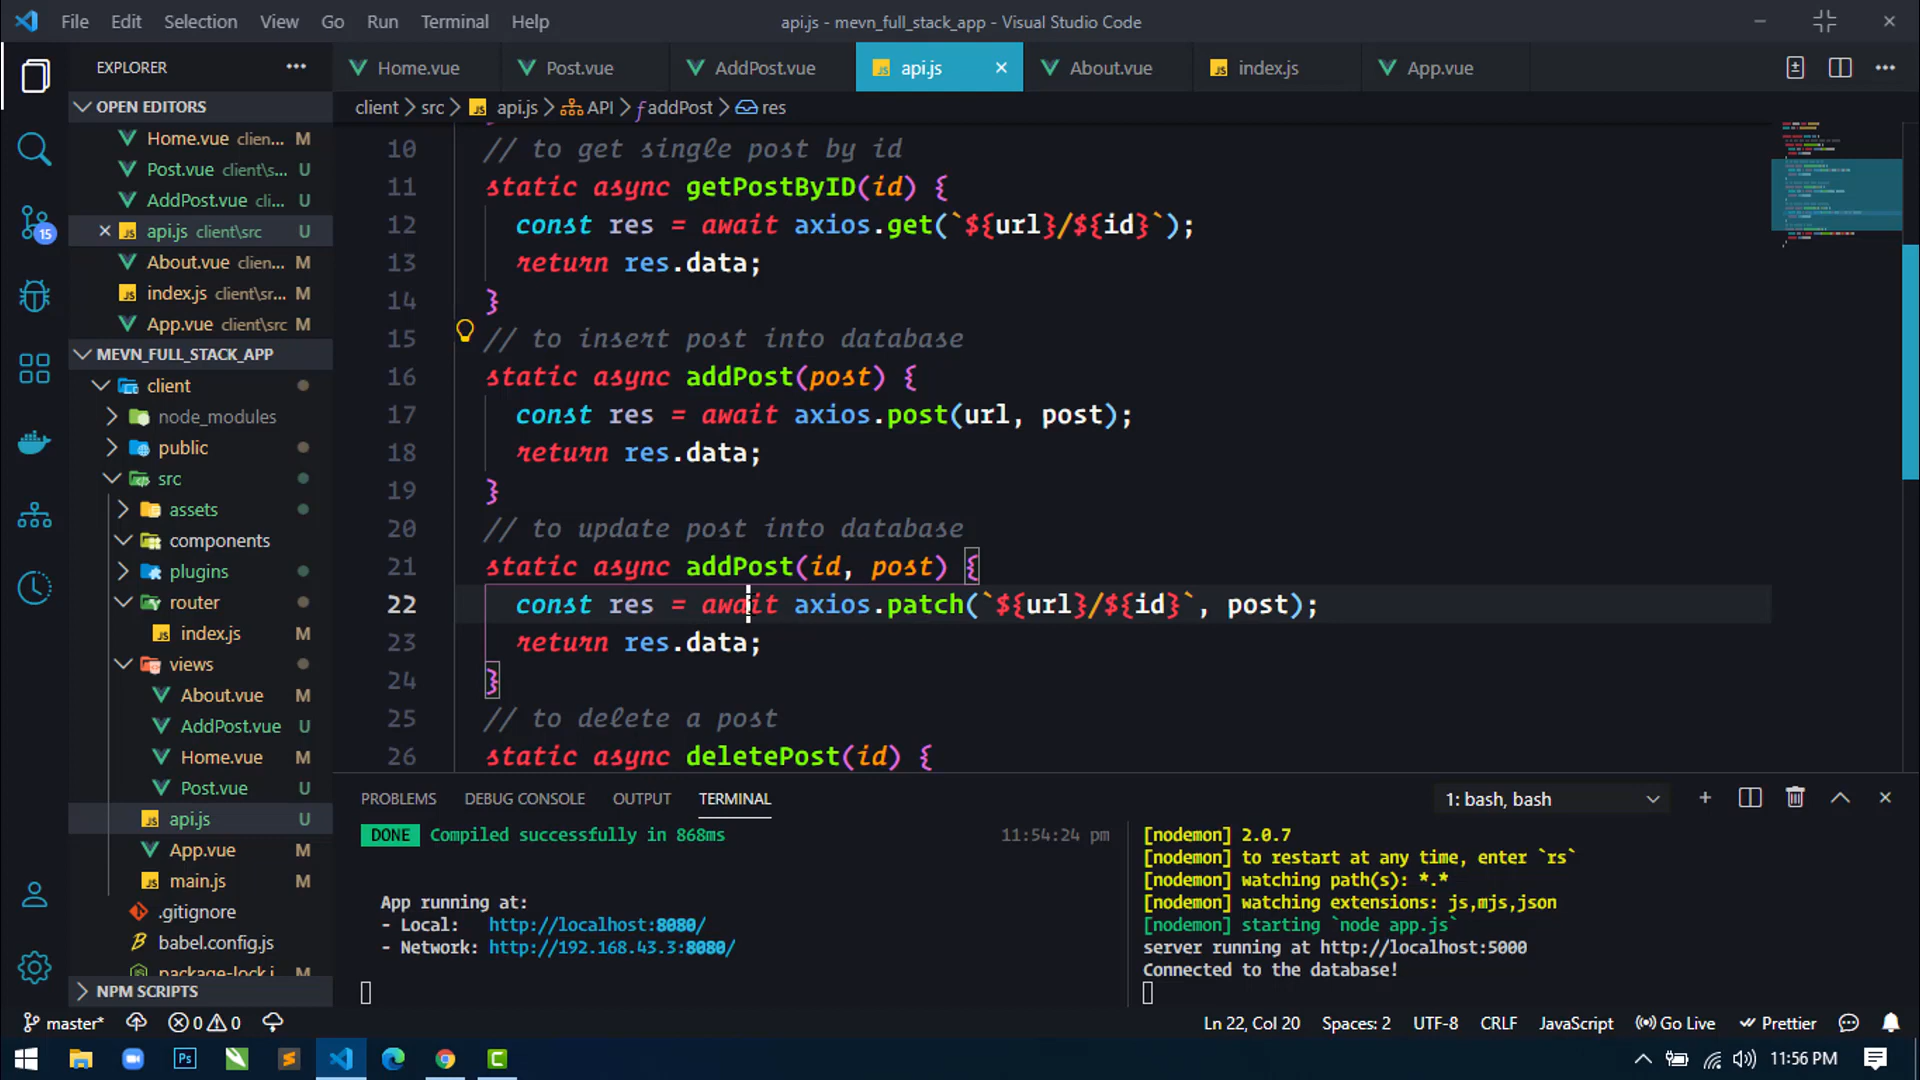 File Edit Selection View Go Run Terminal Help
api.js - mevn_full_stack_app - Visual Studio Code
EXPLORER
Home.vue
Post.vue
AddPost.vue
api.js
About.vue
index.js
App.vue
OPEN EDITORS
Home.vue clien... M
Post.vue client\s... U
AddPost.vue cli... U
api.js client\src U
About.vue clien... M
index.js client\sr... M
App.vue client\src M
MEVN_FULL_STACK_APP
client
node_modules
public
src
assets
components
plugins
router
index.js M
views
About.vue M
AddPost.vue U
Home.vue M
Post.vue U
api.js U
App.vue M
main.js M
.gitignore
babel.config.js
package-lock.j... M
NPM SCRIPTS
15
client > src > JS api.js > API > addPost > res
10 // to get single post by id
11 static async getPostByID(id) {
12 const res = await axios.get(`${url}/${id}`);
13 return res.data;
14 }
15 // to insert post into database
16 static async addPost(post) {
17 const res = await axios.post(url, post);
18 return res.data;
19 }
20 // to update post into database
21 static async addPost(id, post) {
22 const res = await axios.patch(`${url}/${id}`, post);
23 return res.data;
24 }
25 // to delete a post
26 static async deletePost(id) {
PROBLEMS DEBUG CONSOLE OUTPUT TERMINAL
1: bash, bash
DONE Compiled successfully in 868ms 11:54:24 pm
App running at:
- Local: http://localhost:8080/
- Network: http://192.168.43.3:8080/
[nodemon] 2.0.7
[nodemon] to restart at any time, enter `rs`
[nodemon] watching path(s): *.*
[nodemon] watching extensions: js,mjs,json
[nodemon] starting `node app.js`
server running at http://localhost:5000
Connected to the database!
master* 0 0
Ln 22, Col 20 Spaces: 2 UTF-8 CRLF JavaScript Go Live Prettier
Ps
11:56 PM